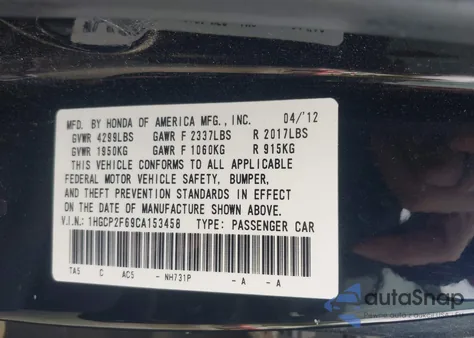 MFD. BY HONDA OF AMERICA MFG., INC. 04/'12
GVWR 4299LBS GAWR F 2337LBS R 2017LBS
GVWR 1950KG GAWR F 1060KG R 915KG
THIS VEHICLE CONFORMS TO ALL APPLICABLE
FEDERAL MOTOR VEHICLE SAFETY, BUMPER,
AND THEFT PREVENTION STANDARDS IN EFFECT
ON THE DATE OF MANUFACTURE SHOWN ABOVE.
V.I.N.: 1HGCP2F69CA153458 TYPE: PASSENGER CAR
TA5 C AC5 - NH731P - A - A
autoSnap